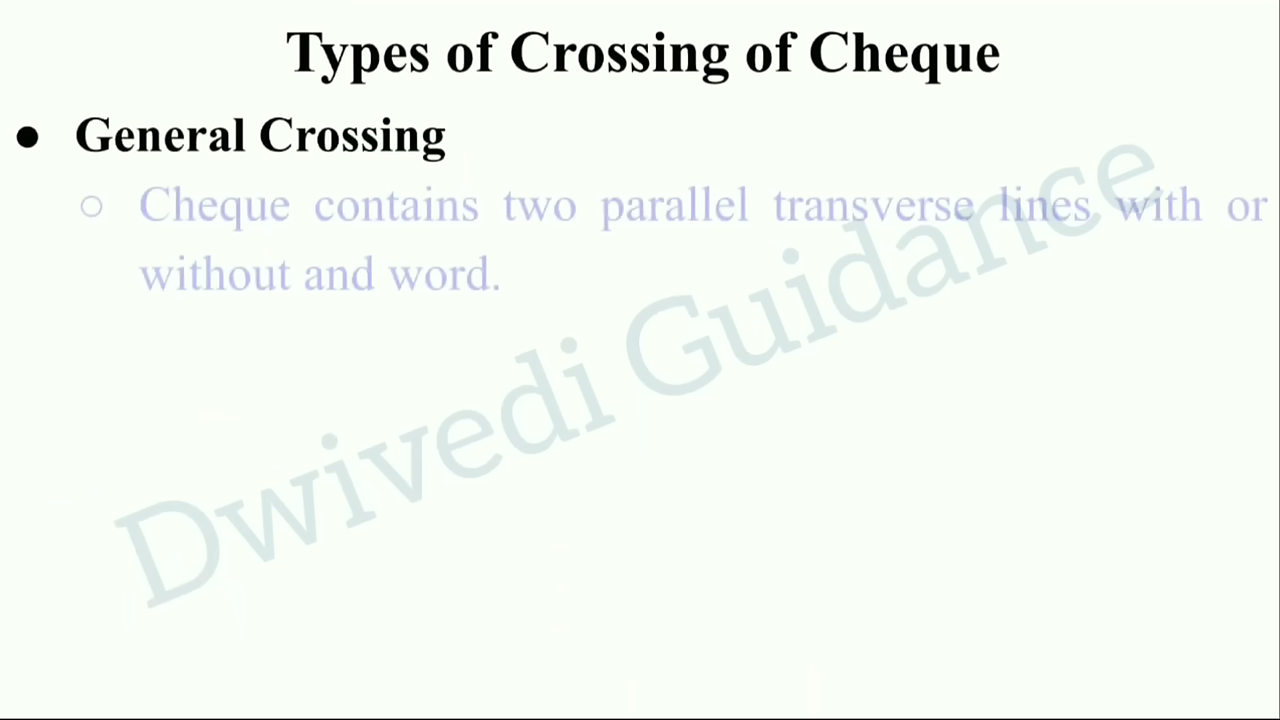 Types of Crossing of Cheque
● General Crossing
○ Cheque contains two parallel transverse lines with or
without and word.
Dwivedi Guidance